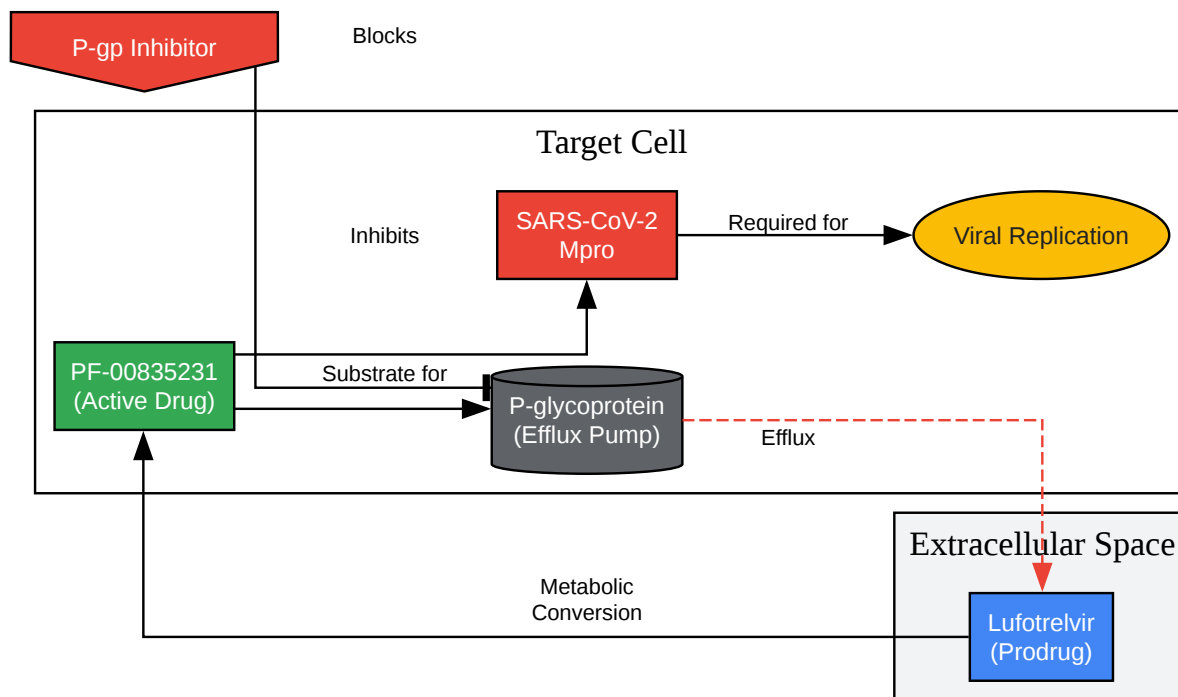 P-gp Inhibitor
Blocks
Target Cell
SARS-CoV-2
Mpro
Required for
Viral Replication
Inhibits
PF-00835231
(Active Drug)
Substrate for
P-glycoprotein
(Efflux Pump)
Efflux
Extracellular Space
Metabolic
Conversion
Lufotrelvir
(Prodrug)